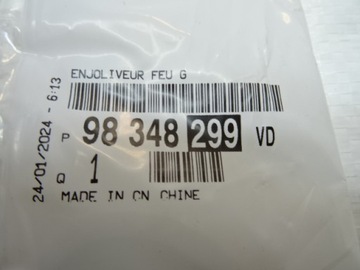 ENJOLIVEUR FEU G
P 98 348 299 VD
Q 1
MADE IN CN CHINE
24/01/2024 - 6:13